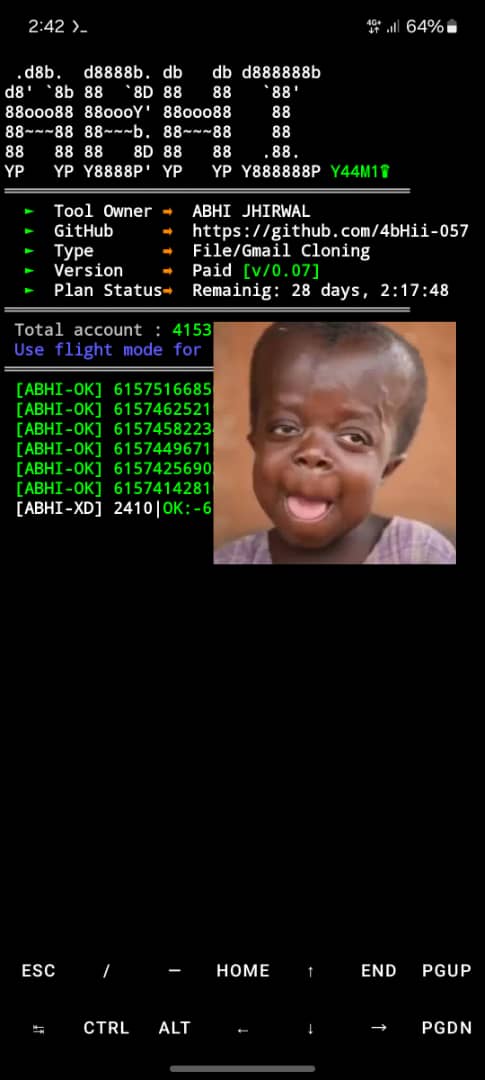 2:42 ❯_ 4G+ 64%
.d8b. d8888b. db db d888888b
d8' `8b 88 `8D 88 88 `88'
88ooo88 88oooY' 88ooo88 88
88~~~88 88~~~b. 88~~~88 88
88 88 88 8D 88 88 .88.
YP YP Y8888P' YP YP Y888888P Y44M1
► Tool Owner ➡ ABHI JHIRWAL
► GitHub ➡ https://github.com/4bHii-057
► Type ➡ File/Gmail Cloning
► Version ➡ Paid [v/0.07]
► Plan Status➡ Remainig: 28 days, 2:17:48
Total account : 4153
Use flight mode for
[ABHI-OK] 6157516685
[ABHI-OK] 6157462521
[ABHI-OK] 615745822
[ABHI-OK] 6157449671
[ABHI-OK] 615742569
[ABHI-OK] 6157414281
[ABHI-XD] 2410|OK:-6
ESC / — HOME ↑ END PGUP
↹ CTRL ALT ← ↓ → PGDN